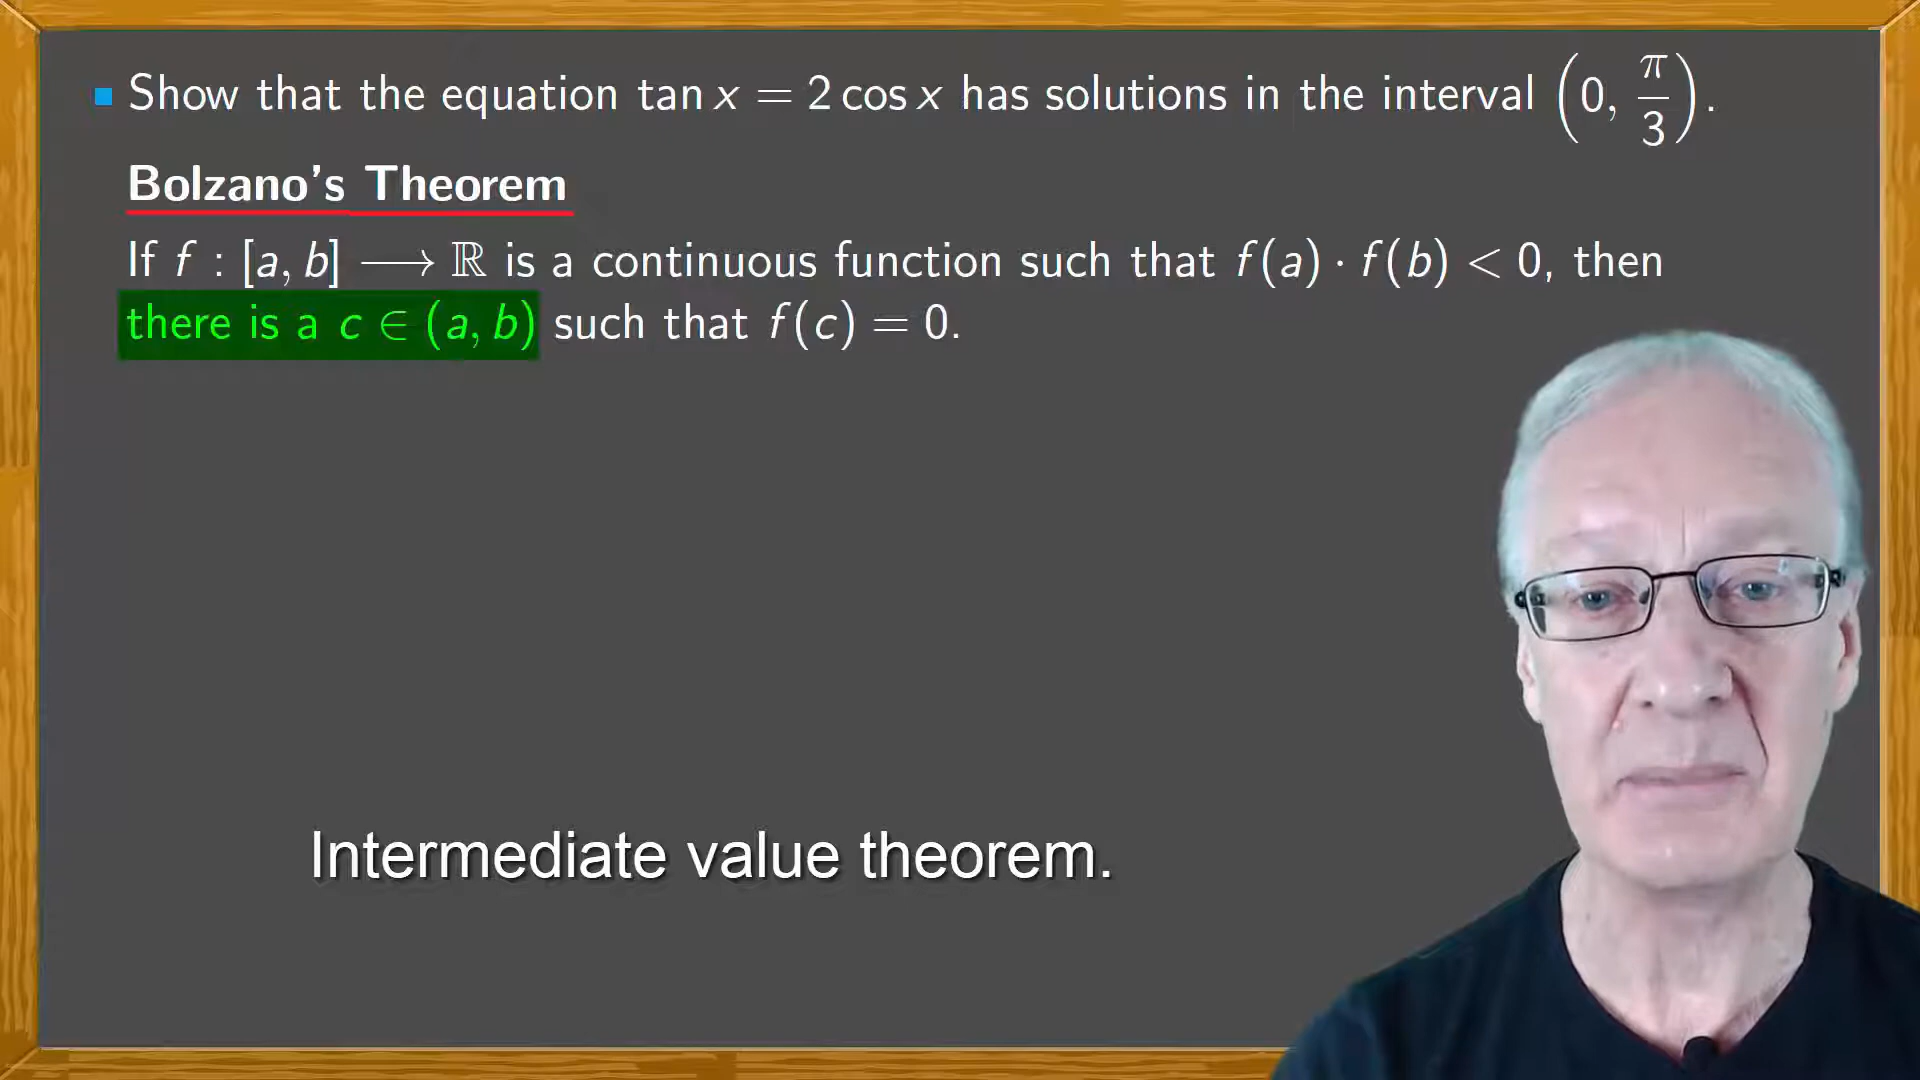 Show that the equation tan x = 2 cos x has solutions in the interval (0, π/3).
Bolzano's Theorem
If f : [a, b] ⟶ ℝ is a continuous function such that f(a) · f(b) < 0, then
there is a c ∈ (a, b) such that f(c) = 0.
Intermediate value theorem.